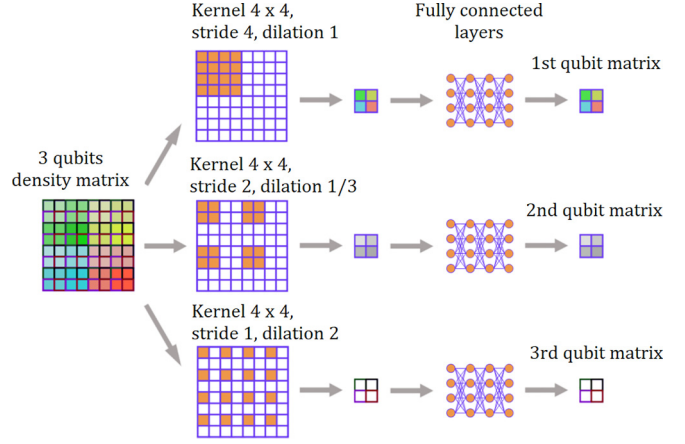 Kernel 4 x 4,
stride 4, dilation 1
Fully connected
layers
1st qubit matrix
3 qubits
density matrix
Kernel 4 x 4,
stride 2, dilation 1/3
2nd qubit matrix
Kernel 4 x 4,
stride 1, dilation 2
3rd qubit matrix